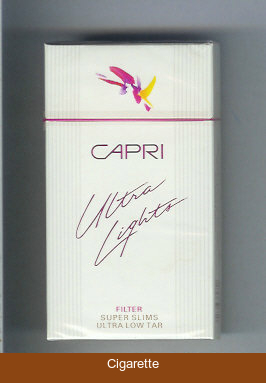 CAPRI
Ultra
Lights
FILTER
SUPER SLIMS
ULTRA LOW TAR
Cigarette